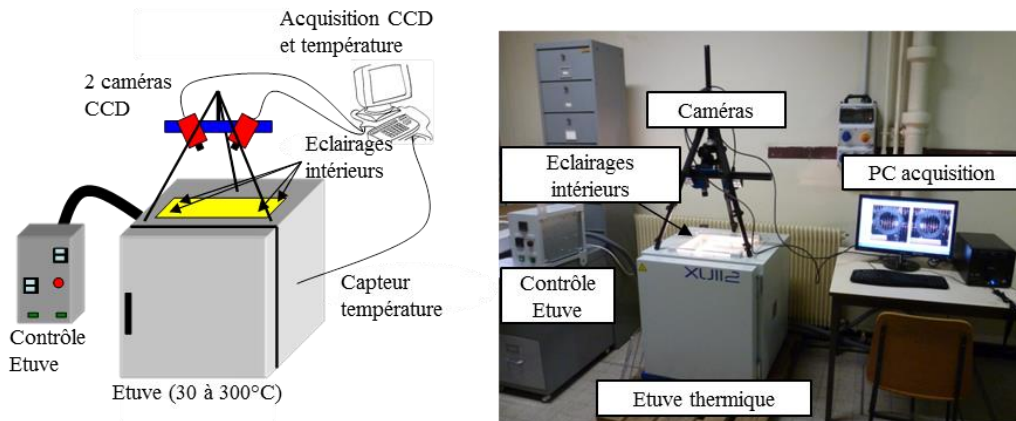 Acquisition CCD
et température
2 caméras
CCD
Eclairages
intérieurs
Capteur
température
Contrôle
Etuve
Etuve (30 à 300°C)
Caméras
Eclairages
intérieurs
PC acquisition
Contrôle
Etuve
XUII2
Etuve thermique